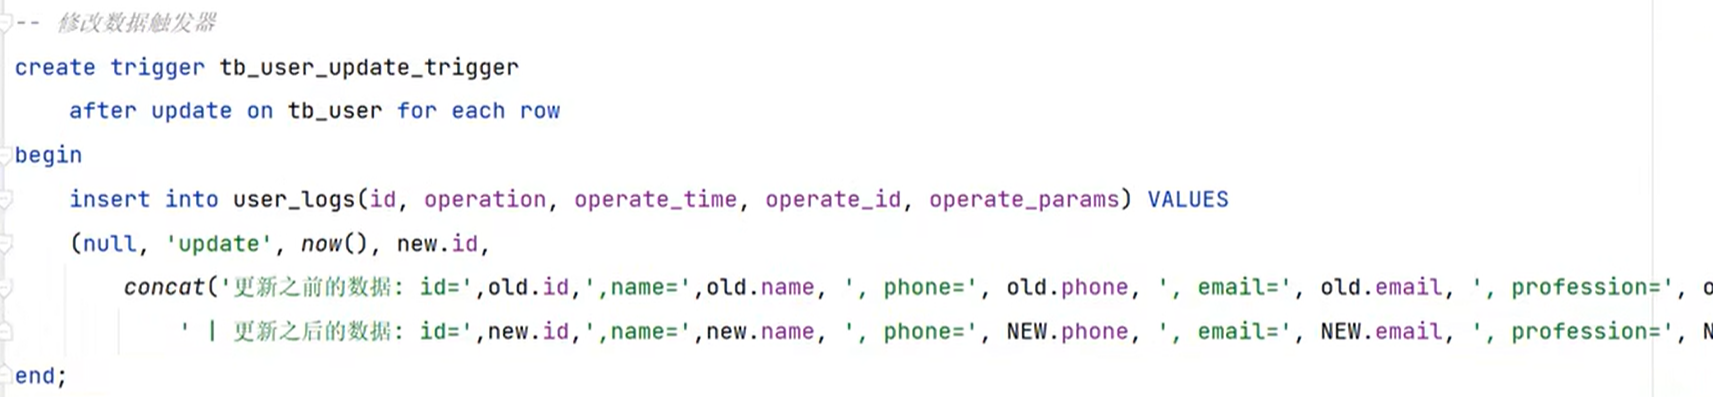 -- 修改数据触发器
create trigger tb_user_update_trigger
after update on tb_user for each row
begin
insert into user_logs(id, operation, operate_time, operate_id, operate_params) VALUES
(null, 'update', now(), new.id,
concat('更新之前的数据: id=',old.id,',name=',old.name, ', phone=', old.phone, ', email=', old.email, ', profession=', o
' | 更新之后的数据: id=',new.id,',name=',new.name, ', phone=', NEW.phone, ', email=', NEW.email, ', profession=', N
end;